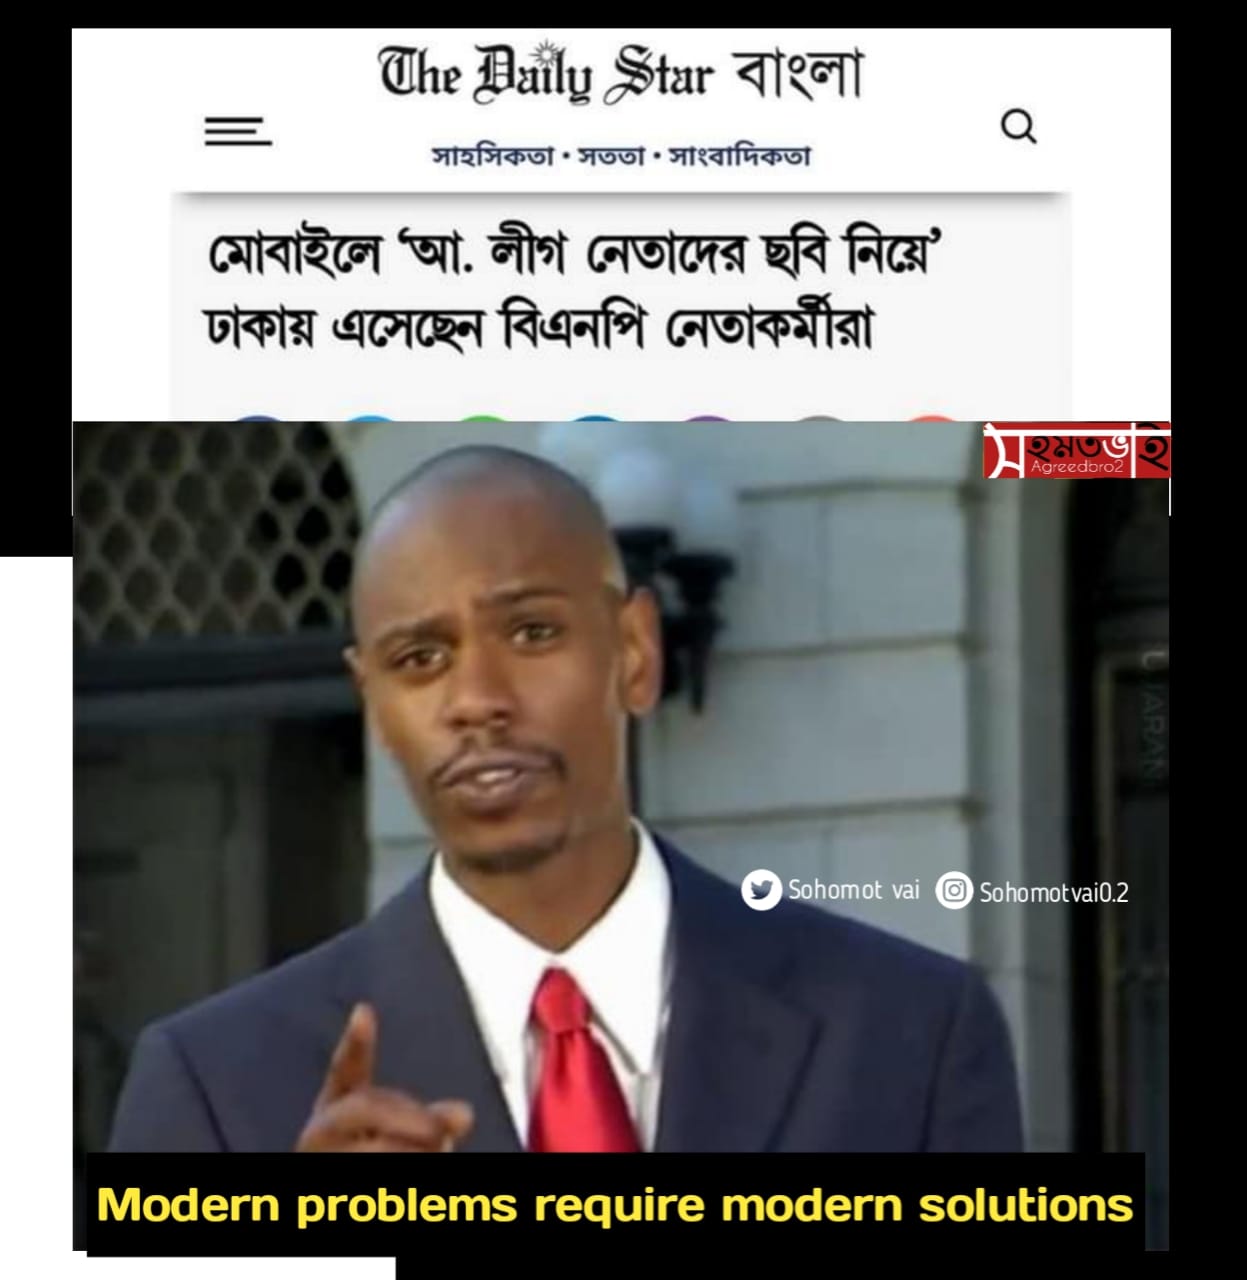 The Daily Star বাংলা
সাহসিকতা • সততা • সাংবাদিকতা
মোবাইলে ‘আ. লীগ নেতাদের ছবি নিয়ে’
ঢাকায় এসেছেন বিএনপি নেতাকর্মীরা
সহমতভাই
Agreedbro2
Sohomot vai Sohomotvai0.2
Modern problems require modern solutions